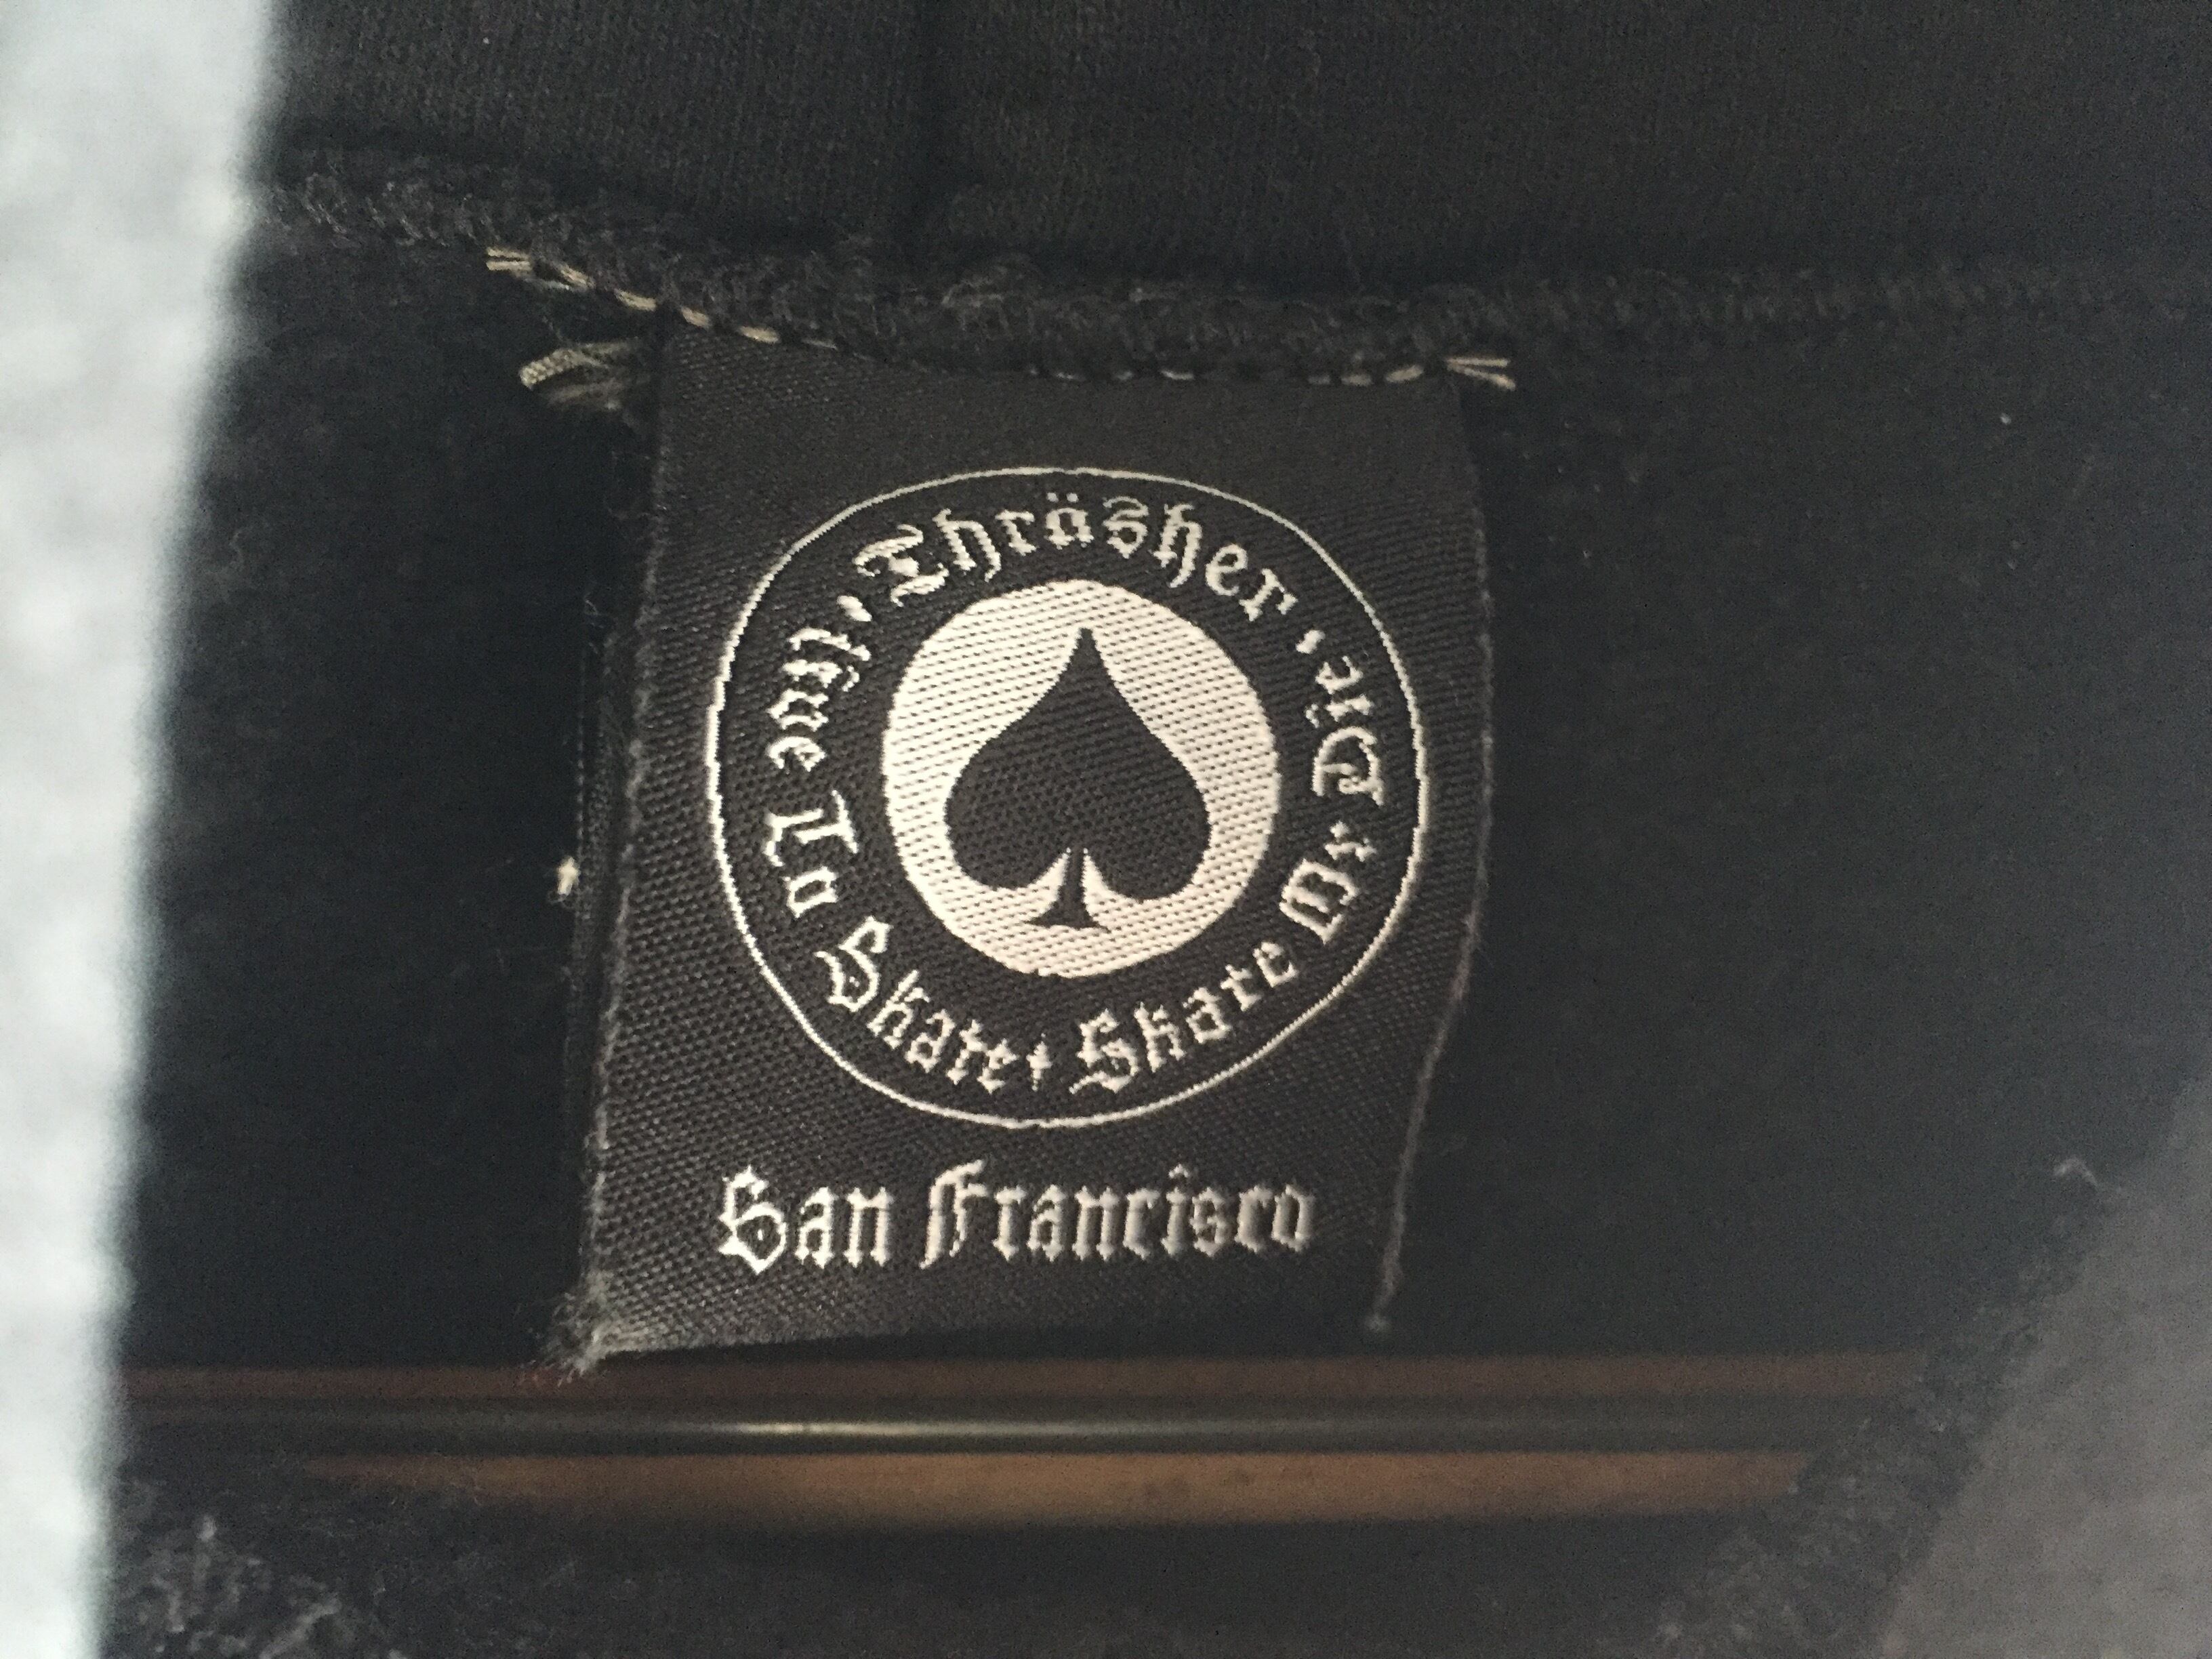 Thräsher
Live To Skate
Skate Or Die
San Francisco